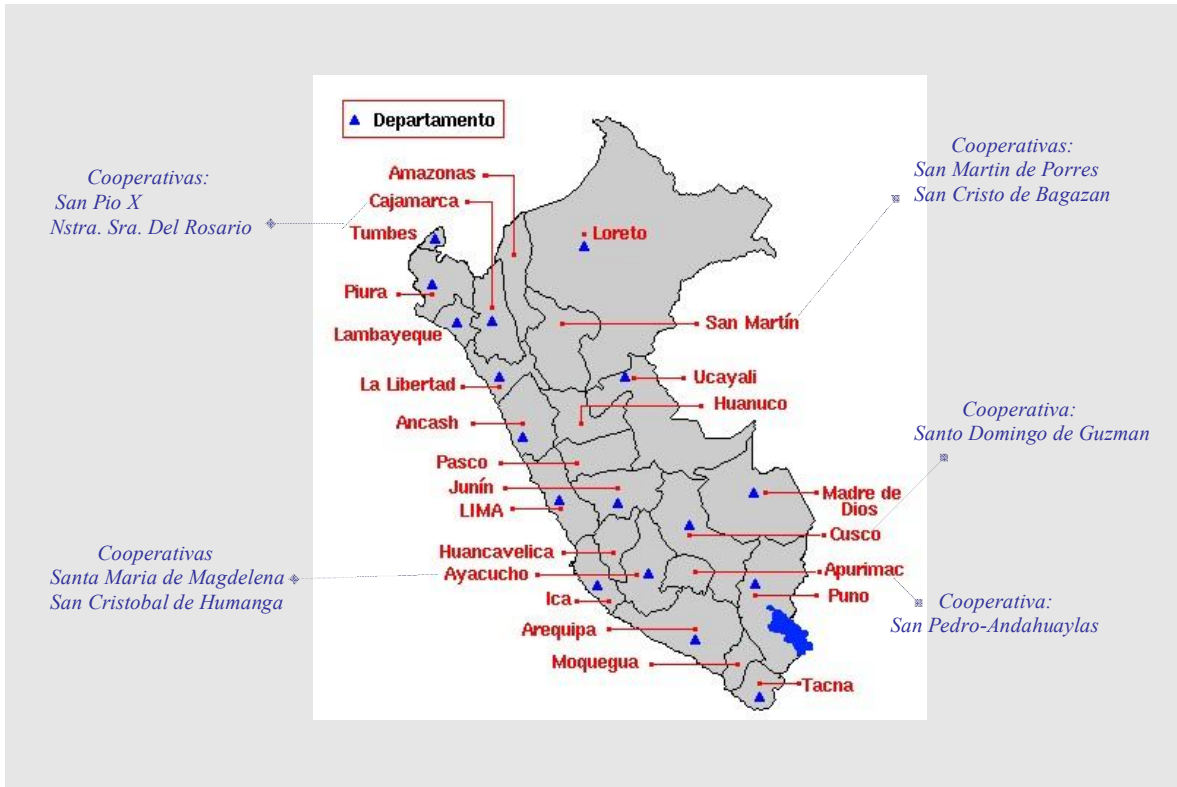 Departamento
Cooperativas:
San Pio X
Nstra. Sra. Del Rosario
Cooperativas:
San Martin de Porres
San Cristo de Bagazan
Amazonas
Cajamarca
Tumbes
Loreto
Piura
Lambayeque
San Martín
La Libertad
Ucayali
Huanuco
Ancash
Cooperativa:
Santo Domingo de Guzman
Pasco
Junín
LIMA
Madre de
Dios
Cusco
Cooperativas
Santa Maria de Magdelena
San Cristobal de Humanga
Huancavelica
Ayacucho
Ica
Apurimac
Puno
Cooperativa:
San Pedro-Andahuaylas
Arequipa
Moquegua
Tacna